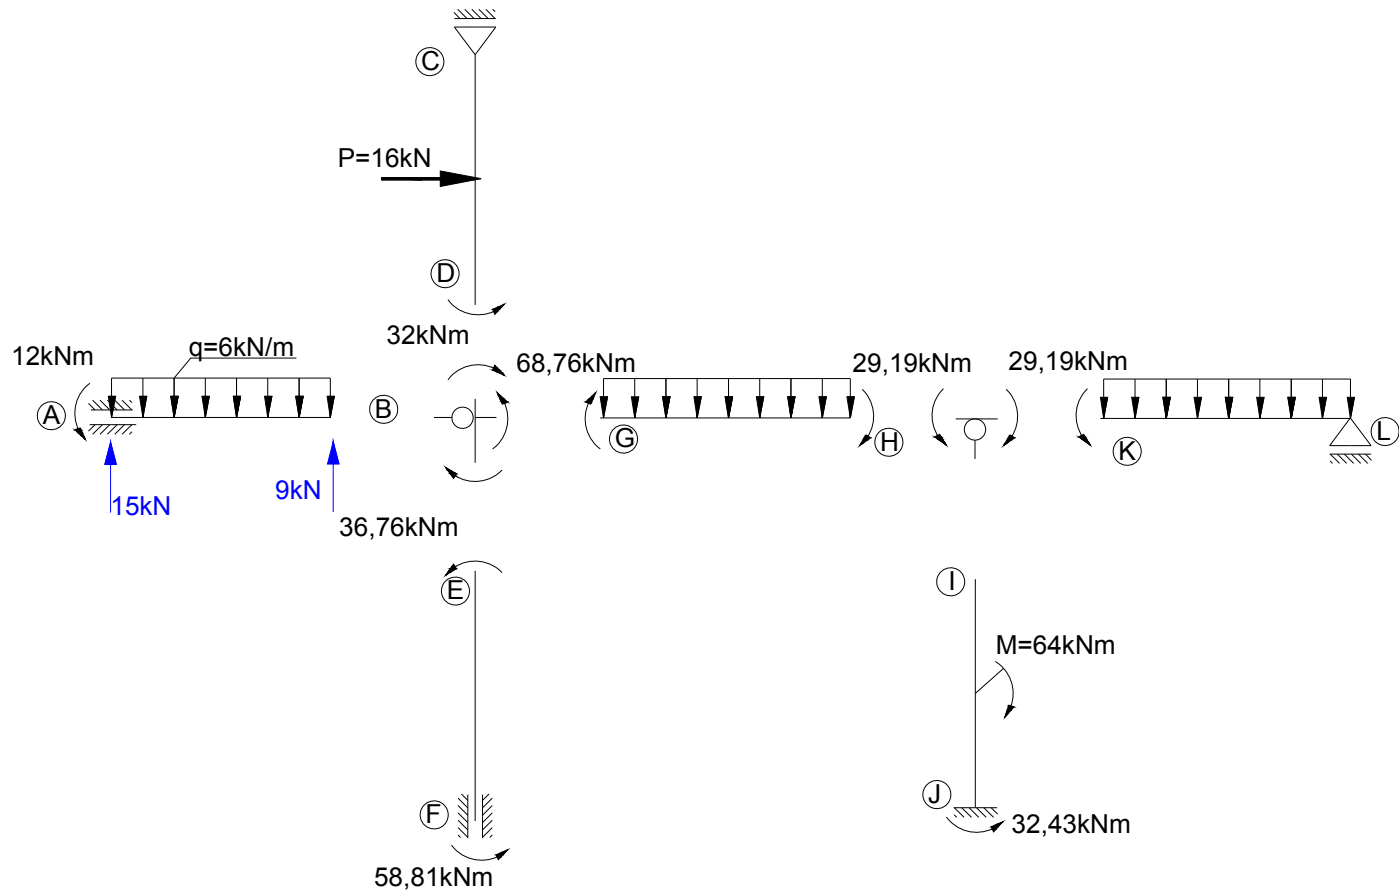 C
P=16kN
D
32kNm
12kNm
q=6kN/m
68,76kNm
29,19kNm
29,19kNm
A
B
G
H
K
L
15kN
9kN
36,76kNm
E
I
M=64kNm
F
J
32,43kNm
58,81kNm